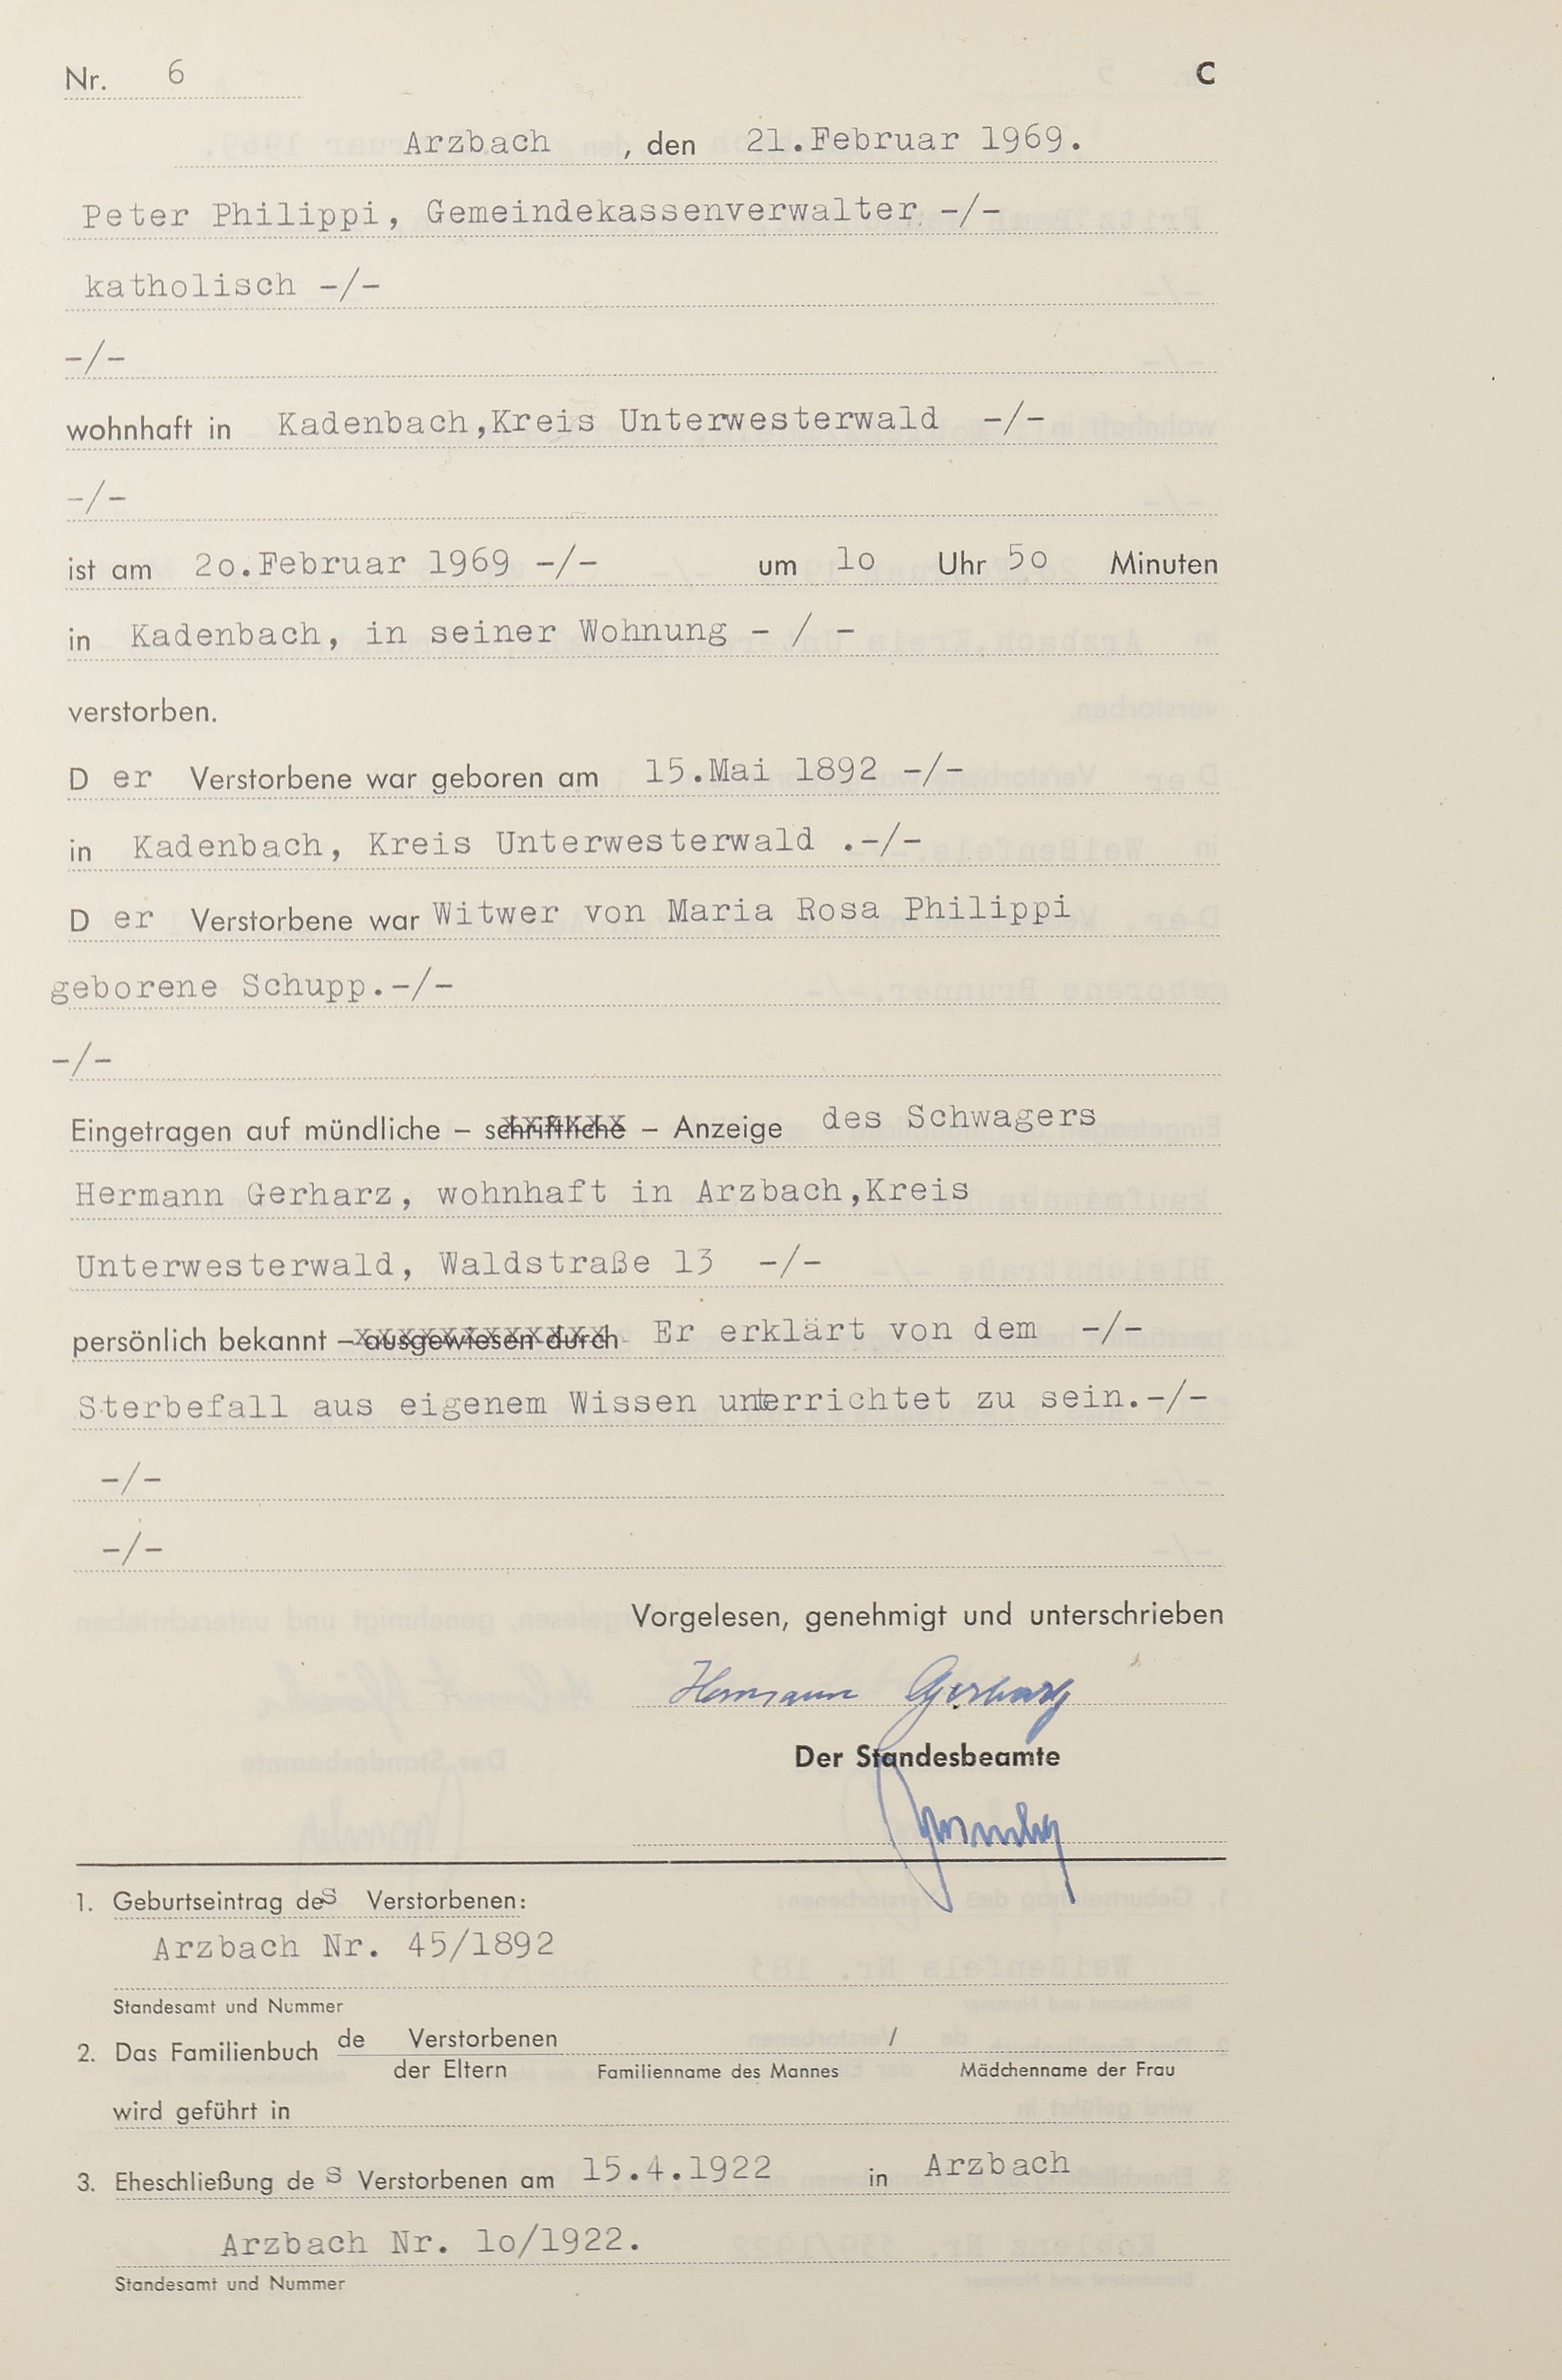 Nr. 6 C
Arzbach , den 21.Februar 1969.
Peter Philippi, Gemeindekassenverwalter -/-
katholisch -/-
-/-
wohnhaft in Kadenbach,Kreis Unterwesterwald -/-
-/-
ist am 2o.Februar 1969 -/- um lo Uhr 5o Minuten
in Kadenbach, in seiner Wohnung - / -
verstorben.
D er Verstorbene war geboren am 15.Mai 1892 -/-
in Kadenbach, Kreis Unterwesterwald .-/-
D er Verstorbene war Witwer von Maria Rosa Philippi
geborene Schupp.-/-
-/-
Eingetragen auf mündliche – schriftliche – Anzeige des Schwagers
Hermann Gerharz, wohnhaft in Arzbach,Kreis
Unterwesterwald, Waldstraße 13 -/-
persönlich bekannt – ausgewiesen durch Er erklärt von dem -/-
Sterbefall aus eigenem Wissen unterrichtet zu sein.-/-
-/-
-/-
Vorgelesen, genehmigt und unterschrieben
Hermann Gerharz
Der Standesbeamte
1. Geburtseintrag des Verstorbenen:
Arzbach Nr. 45/1892
Standesamt und Nummer
2. Das Familienbuch de Verstorbenen /
der Eltern Familienname des Mannes Mädchenname der Frau
wird geführt in
3. Eheschließung de s Verstorbenen am 15.4.1922 in Arzbach
Arzbach Nr. lo/1922.
Standesamt und Nummer